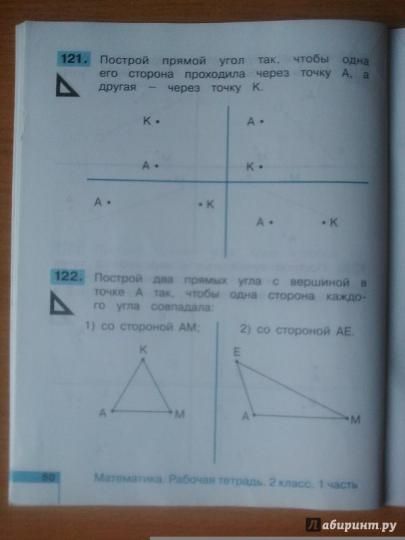 121. Построй прямой угол так, чтобы одна
его сторона проходила через точку А, а
другая — через точку К.
К А
А К
А К
А К
122. Построй два прямых угла с вершиной в
точке А так, чтобы одна сторона каждо-
го угла совпадала:
1) со стороной АМ; 2) со стороной АЕ.
К Е
А М А М
50 Математика. Рабочая тетрадь. 2 класс. 1 часть
лабиринт.ру